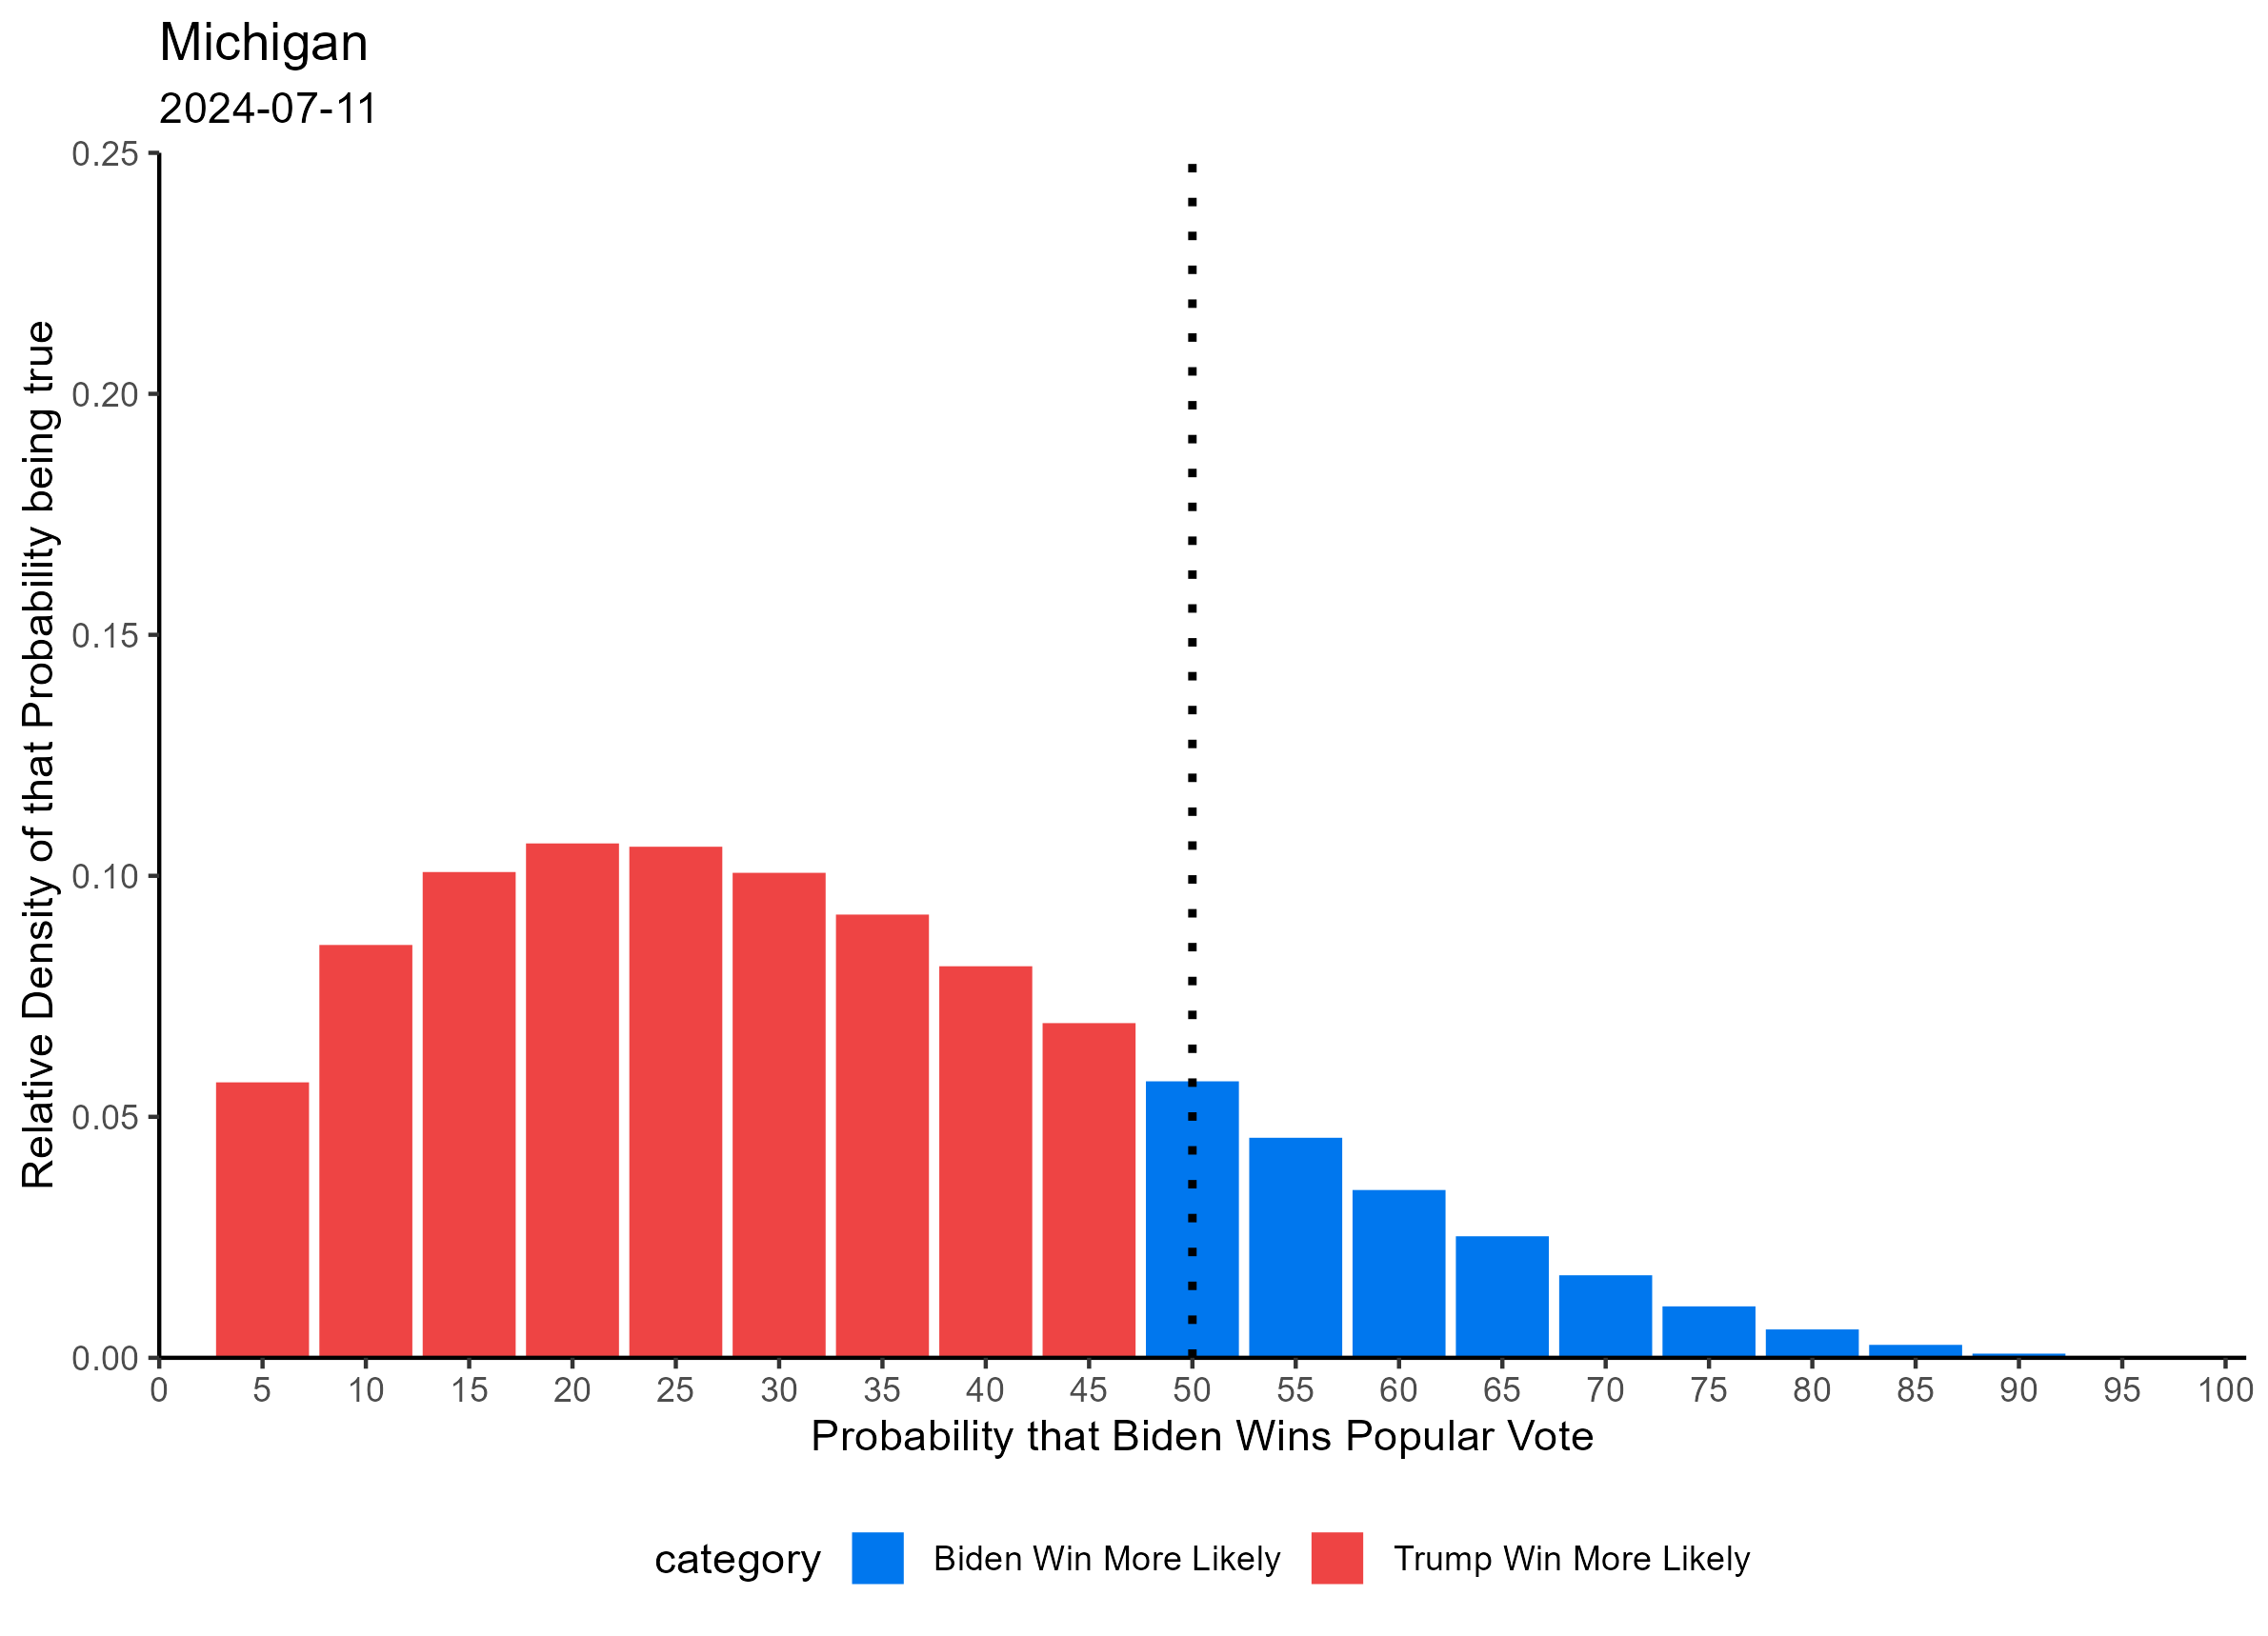 Michigan
2024-07-11
Relative Density of that Probability being true
0.25
0.20
0.15
0.10
0.05
0.00
0 5 10 15 20 25 30 35 40 45 50 55 60 65 70 75 80 85 90 95 100
Probability that Biden Wins Popular Vote
category Biden Win More Likely Trump Win More Likely